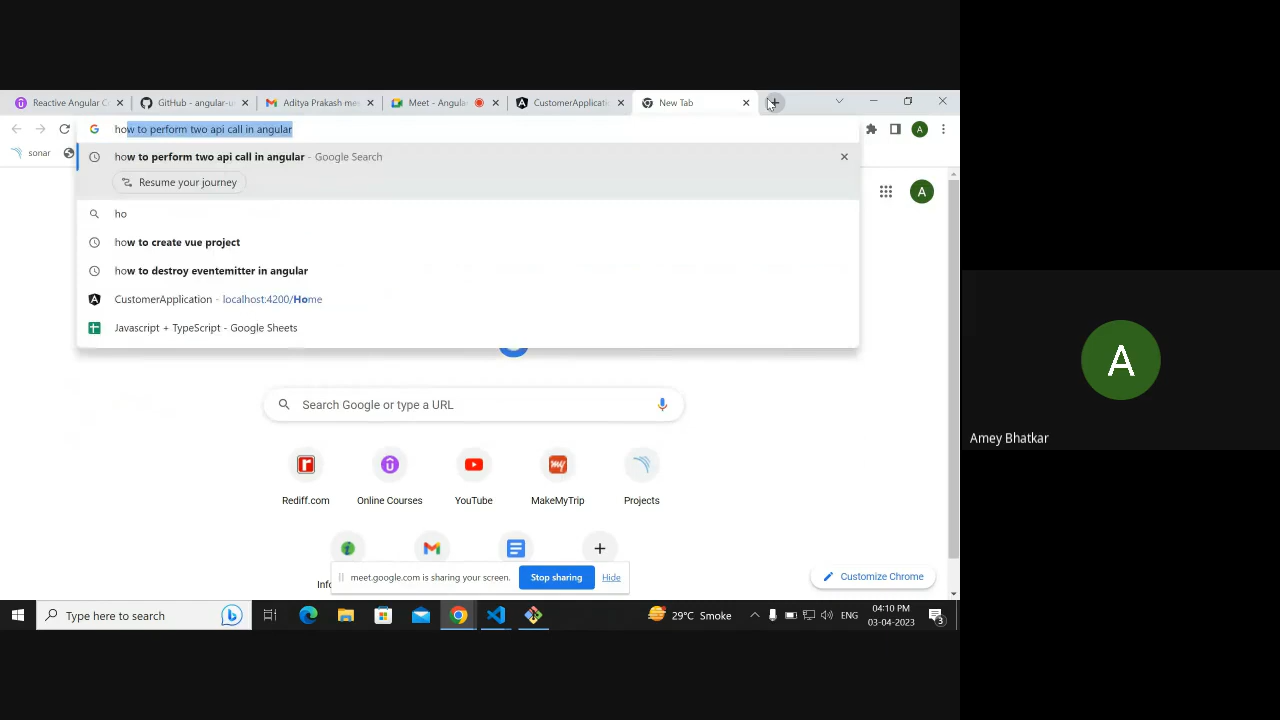 Reactive Angular C
GitHub - angular-u
Aditya Prakash me
Meet - Angula
CustomerApplicatio
New Tab
how to perform two api call in angular
sonar
how to perform two api call in angular - Google Search
Resume your journey
ho
how to create vue project
how to destroy eventemitter in angular
CustomerApplication - localhost:4200/Home
Javascript + TypeScript - Google Sheets
A
A
Search Google or type a URL
Rediff.com
Online Courses
YouTube
MakeMyTrip
Projects
Info
meet.google.com is sharing your screen.
Stop sharing
Hide
Customize Chrome
Type here to search
29°C Smoke
ENG
04:10 PM
03-04-2023
3
A
Amey Bhatkar